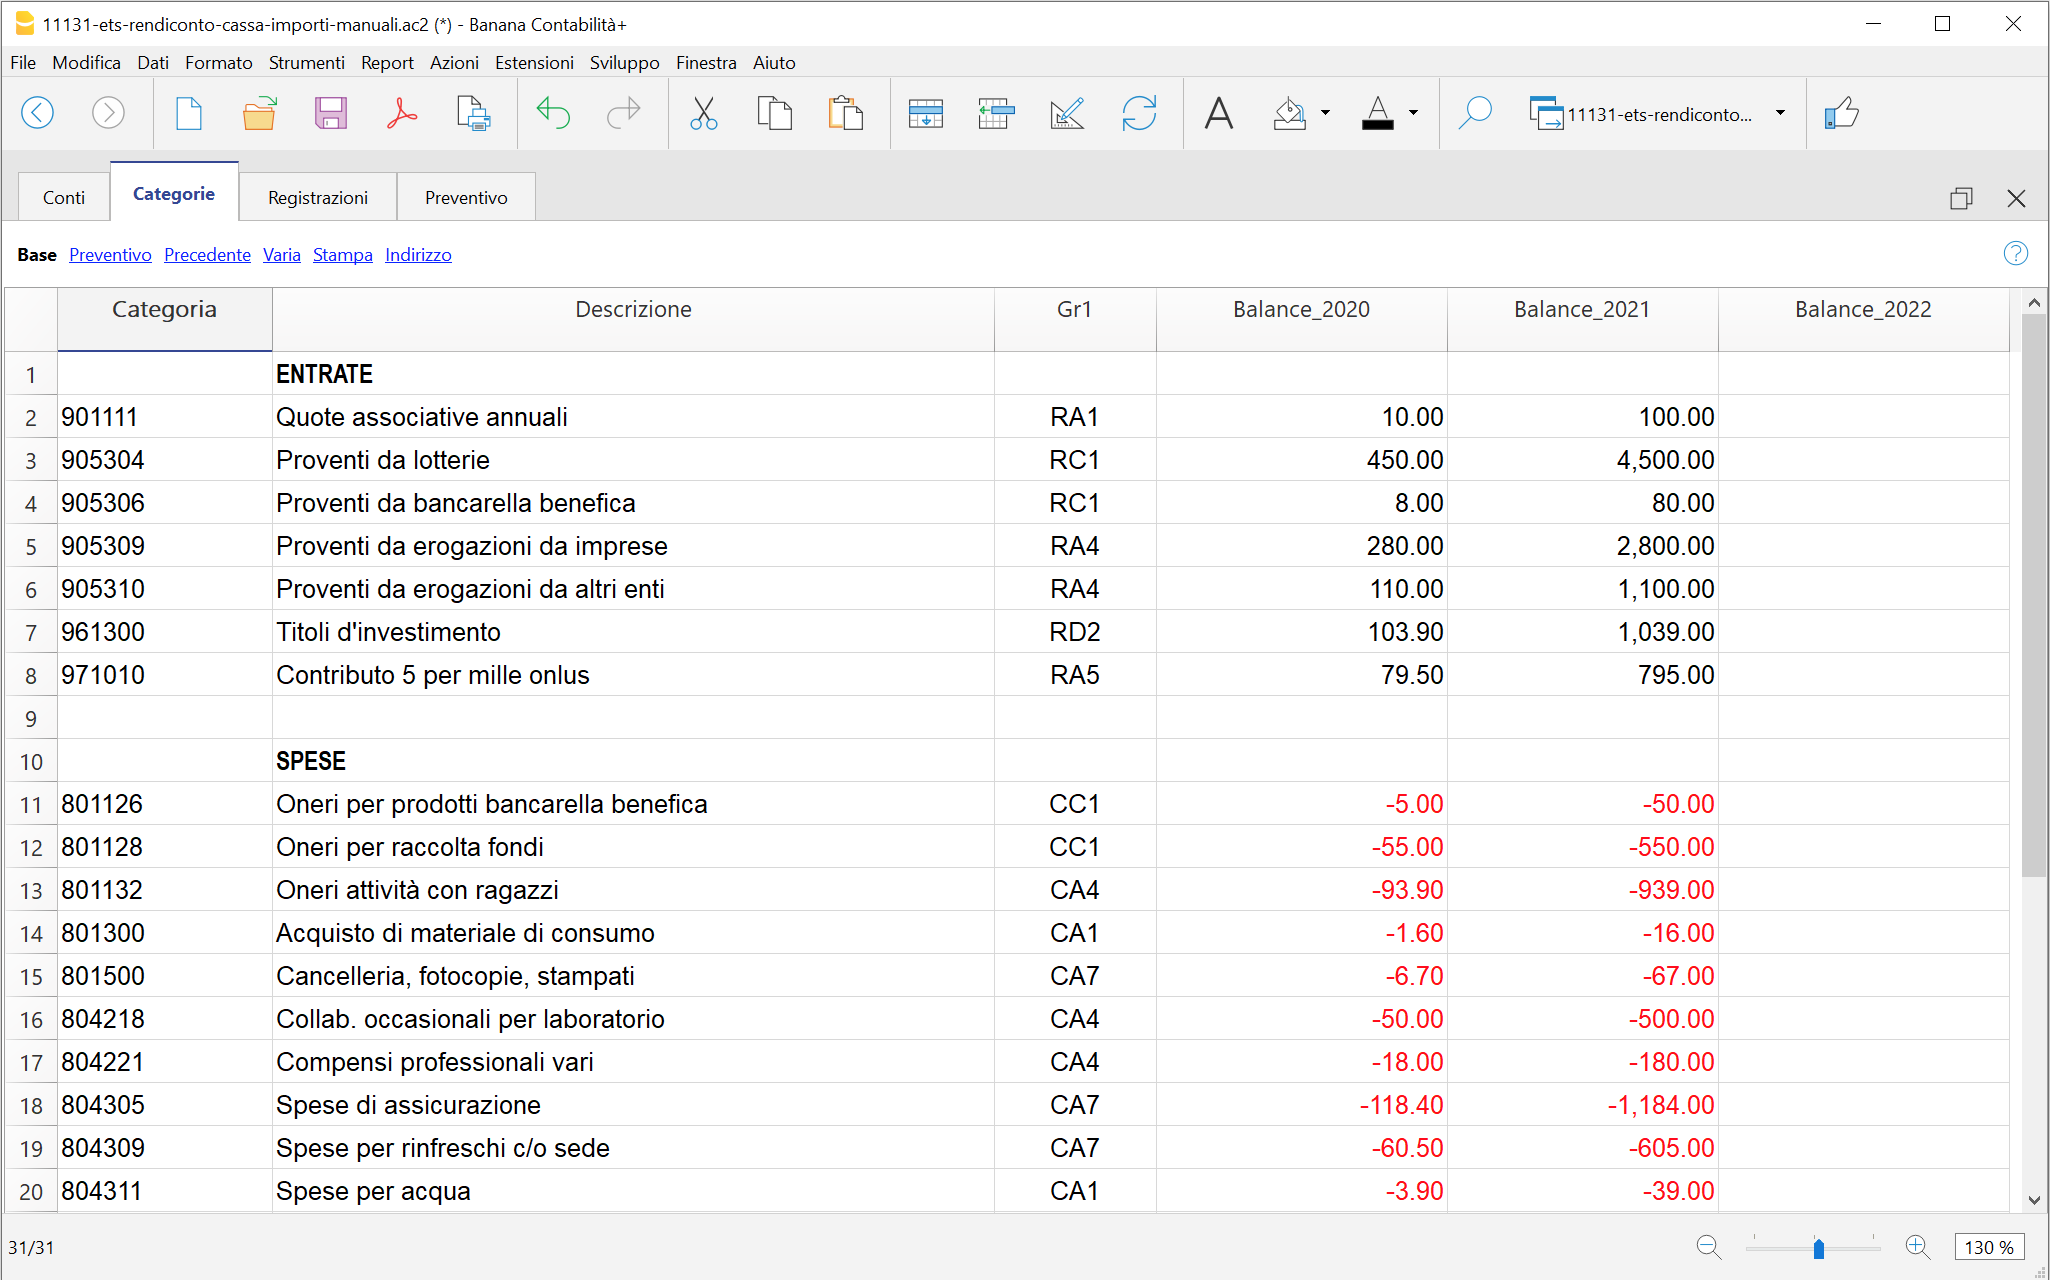 11131-ets-rendiconto-cassa-importi-manuali.ac2 (*) - Banana Contabilità+
File Modifica Dati Formato Strumenti Report Azioni Estensioni Sviluppo Finestra Aiuto
11131-ets-rendiconto...
Conti Categorie Registrazioni Preventivo
Base Preventivo Precedente Varia Stampa Indirizzo
Categoria Descrizione Gr1 Balance_2020 Balance_2021 Balance_2022
1 ENTRATE
2 901111 Quote associative annuali RA1 10.00 100.00
3 905304 Proventi da lotterie RC1 450.00 4,500.00
4 905306 Proventi da bancarella benefica RC1 8.00 80.00
5 905309 Proventi da erogazioni da imprese RA4 280.00 2,800.00
6 905310 Proventi da erogazioni da altri enti RA4 110.00 1,100.00
7 961300 Titoli d'investimento RD2 103.90 1,039.00
8 971010 Contributo 5 per mille onlus RA5 79.50 795.00
9
10 SPESE
11 801126 Oneri per prodotti bancarella benefica CC1 -5.00 -50.00
12 801128 Oneri per raccolta fondi CC1 -55.00 -550.00
13 801132 Oneri attività con ragazzi CA4 -93.90 -939.00
14 801300 Acquisto di materiale di consumo CA1 -1.60 -16.00
15 801500 Cancelleria, fotocopie, stampati CA7 -6.70 -67.00
16 804218 Collab. occasionali per laboratorio CA4 -50.00 -500.00
17 804221 Compensi professionali vari CA4 -18.00 -180.00
18 804305 Spese di assicurazione CA7 -118.40 -1,184.00
19 804309 Spese per rinfreschi c/o sede CA7 -60.50 -605.00
20 804311 Spese per acqua CA1 -3.90 -39.00
31/31 130 %